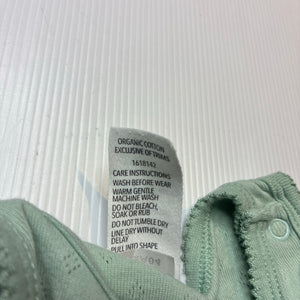 ORGANIC COTTON
EXCLUSIVE OF TRIMS
1618142
CARE INSTRUCTIONS
WASH BEFORE WEAR
WARM GENTLE
MACHINE WASH
DO NOT BLEACH,
SOAK OR RUB
DO NOT TUMBLE DRY
LINE DRY WITHOUT
DELAY
PULL INTO SHAPE